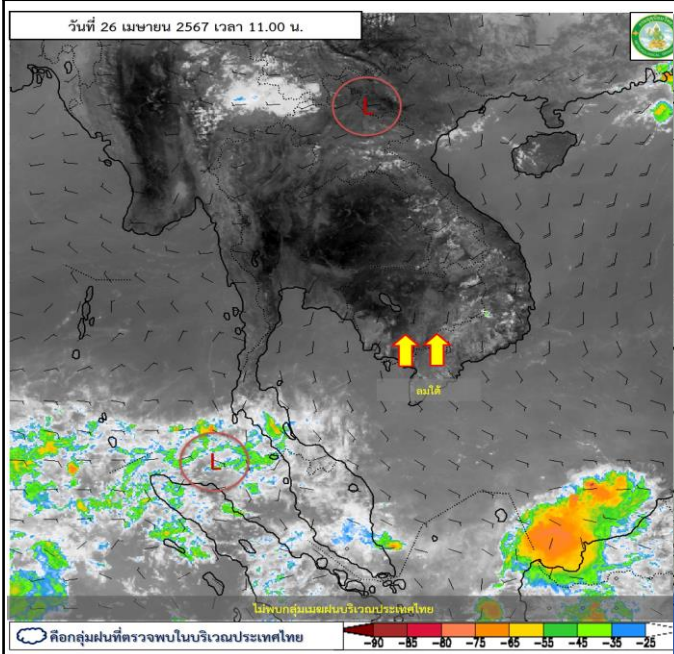 วันที่ 26 เมษายน 2567 เวลา 11.00 น.
L
ลมใต้
L
ไม่พบกลุ่มเมฆฝนบริเวณประเทศไทย
คือกลุ่มฝนที่ตรวจพบในบริเวณประเทศไทย
-90 -85 -80 -75 -65 -55 -45 -35 -25